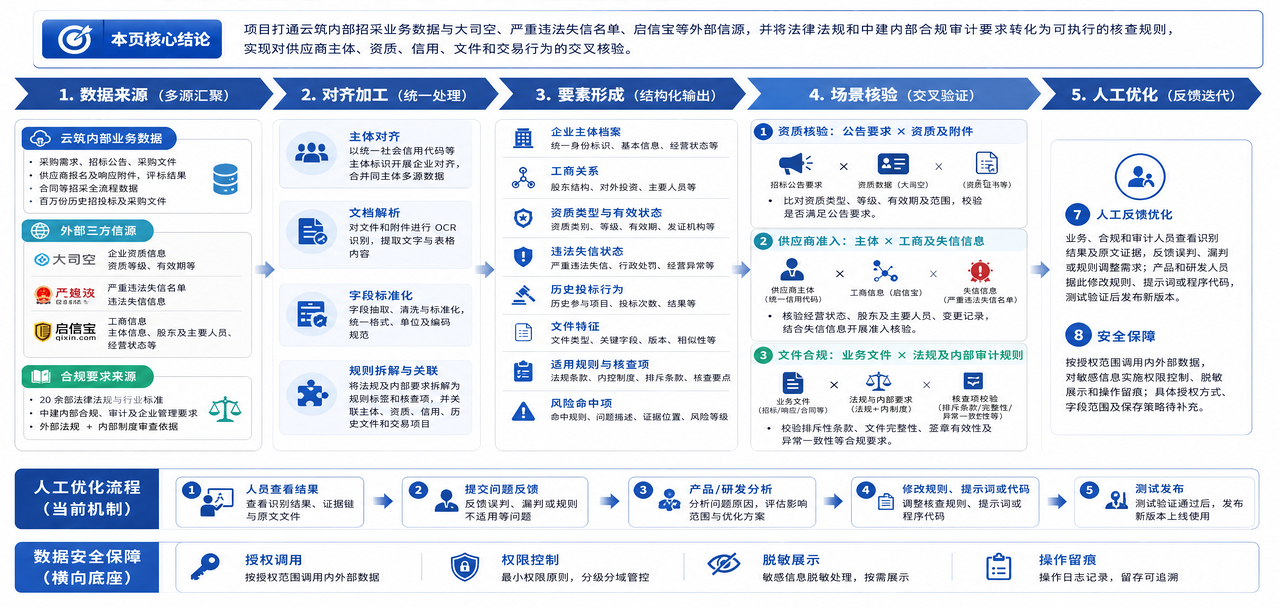 本页核心结论
项目打通云筑内部招采业务数据与大司空、严重违法失信名单、启信宝等外部信源，并将法律法规和中建内部合规审计要求转化为可执行的核查规则，
实现对供应商主体、资质、信用、文件和交易行为的交叉核验。
1. 数据来源（多源汇聚）
云筑内部业务数据
• 采购需求、招标公告、采购文件
• 供应商报名及响应附件，评标结果
• 合同等招采全流程数据
• 百万份历史招投标及采购文件
外部三方信源
大司空
企业资质信息
资质等级、有效期等
严重违法失信名单
违法失信信息
启信宝
qixin.com
工商信息
主体信息、股东及主要人员、
经营状态等
合规要求来源
• 20 余部法律法规与行业标准
• 中建内部合规、审计及企业管理要求
• 外部法规 + 内部制度审查依据
2. 对齐加工（统一处理）
主体对齐
以统一社会信用代码等
主体标识开展企业对齐，
合并同主体多源数据
文档解析
对文件和附件进行 OCR
识别，提取文字与表格
内容
字段标准化
字段抽取、清洗与标准化，
统一格式、单位及编码
规范
规则拆解与关联
将法规及内部要求拆解为
规则标签和核查项，并关
联主体、资质、信用、历
史文件和交易项目
3. 要素形成（结构化输出）
企业主体档案
统一身份标识、基本信息、经营状态等
工商关系
股东结构、对外投资、主要人员等
资质类型与有效状态
资质类别、等级、有效期、发证机构等
违法失信状态
严重违法失信、行政处罚、经营异常等
历史投标行为
历史参与项目、投标次数、结果等
文件特征
文件类型、关键字段、版本、相似性等
适用规则与核查项
法规条款、内控制度、排斥条款、核查要点
风险命中项
命中规则、问题描述、证据位置、风险等级
4. 场景核验（交叉验证）
1 资质核验：公告要求 × 资质及附件
× ×
招标公告要求 资质数据（大司空） （资质证书等）
• 比对资质类型、等级、有效期及范围，校验
是否满足公告要求。
2 供应商准入：主体 × 工商及失信信息
× ×
供应商主体 工商信息（启信宝） 失信信息
（统一信用代码） （严重违法失信名单）
• 核验经营状态、股东及主要人员、变更记录，
结合失信信息开展准入核验。
3 文件合规：业务文件 × 法规及内部审计规则
× ×
业务文件 法规与内部要求 核查项校验
（招标/响应/合同等） （法规+内制度） （排斥条款/完整性/
异常一致性等）
• 校验排斥性条款、文件完整性、签章有效性及
异常一致性等合规要求。
5. 人工优化（反馈迭代）
7 人工反馈优化
业务、合规和审计人员查看识别
结果及原文证据，反馈误判、漏判
或规则调整需求；产品和研发人员
据此修改规则、提示词或程序代码，
测试验证后发布新版本。
8 安全保障
按授权范围调用内外部数据，
对敏感信息实施权限控制、脱敏
展示和操作留痕；具体授权方式、
字段范围及保存策略待补充。
人工优化流程
（当前机制）
1 人员查看结果
查看识别结果、证据链
与原文文件
2 提交问题反馈
反馈误判、漏判或规则
不适用等问题
3 产品/研发分析
分析问题原因，评估影响
范围与优化方案
4 修改规则、提示词或代码
调整核查规则、提示词或
程序代码
5 测试发布
测试验证通过后，发布
新版本上线使用
数据安全保障
（横向底座）
授权调用
按授权范围调用内外部数据
权限控制
最小权限原则，分级分域管控
脱敏展示
敏感信息脱敏处理，按需展示
操作留痕
操作日志记录，留存可追溯